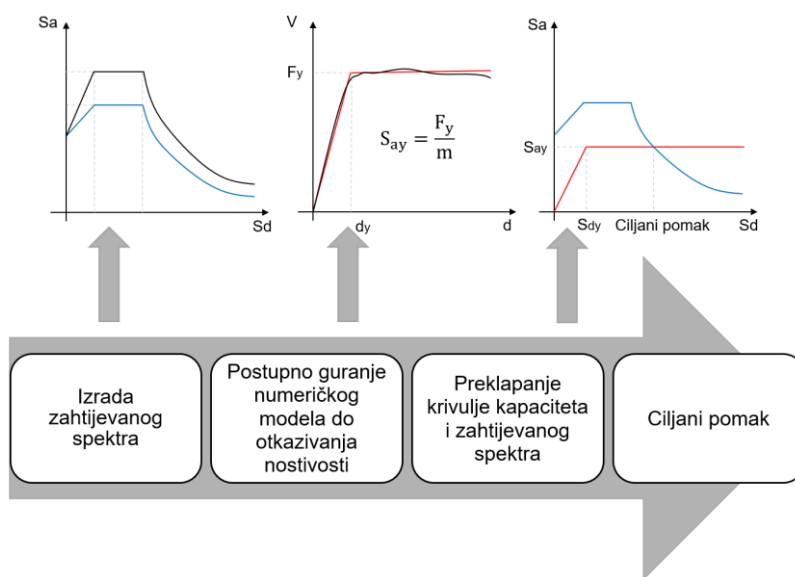 Sa
Sd
V
Fy
Say = Fy/m
dy
d
Sa
Say
Sdy
Ciljani pomak
Sd
Izrada
zahtijevanog
spektra
Postupno guranje
numeričkog
modela do
otkazivanja
nostivosti
Preklapanje
krivulje kapaciteta
i zahtijevanog
spektra
Ciljani pomak